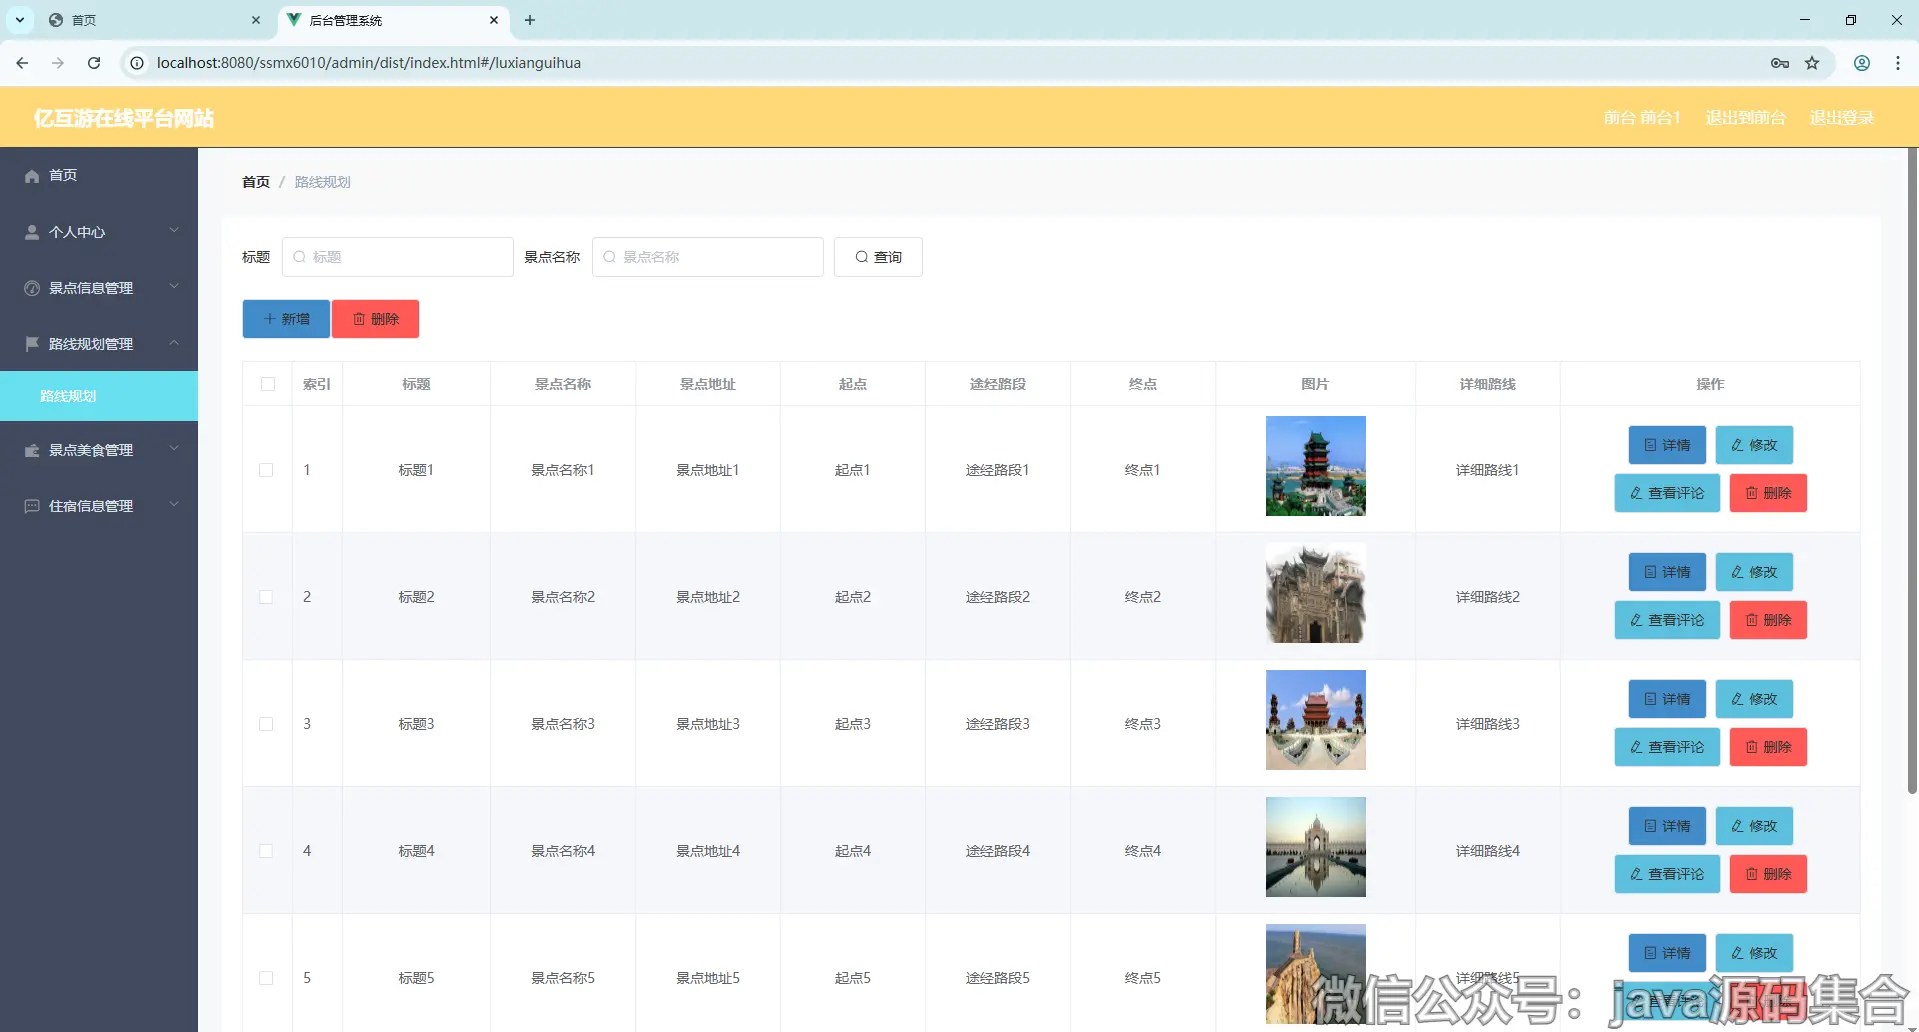 首页
后台管理系统
localhost:8080/ssmx6010/admin/dist/index.html#/luxianguihua
亿互游在线平台网站
前台 前台1
退出到前台
退出登录
首页
个人中心
景点信息管理
路线规划管理
路线规划
景点美食管理
住宿信息管理
首页 / 路线规划
标题 标题 景点名称 景点名称 查询
新增 删除
索引 标题 景点名称 景点地址 起点 途经路段 终点 图片 详细路线 操作
1 标题1 景点名称1 景点地址1 起点1 途经路段1 终点1 详细路线1
详情 修改
查看评论 删除
2 标题2 景点名称2 景点地址2 起点2 途经路段2 终点2 详细路线2
详情 修改
查看评论 删除
3 标题3 景点名称3 景点地址3 起点3 途经路段3 终点3 详细路线3
详情 修改
查看评论 删除
4 标题4 景点名称4 景点地址4 起点4 途经路段4 终点4 详细路线4
详情 修改
查看评论 删除
5 标题5 景点名称5 景点地址5 起点5 途经路段5 终点5 详细路线5
详情 修改
查看评论 删除
微信公众号：java源码集合